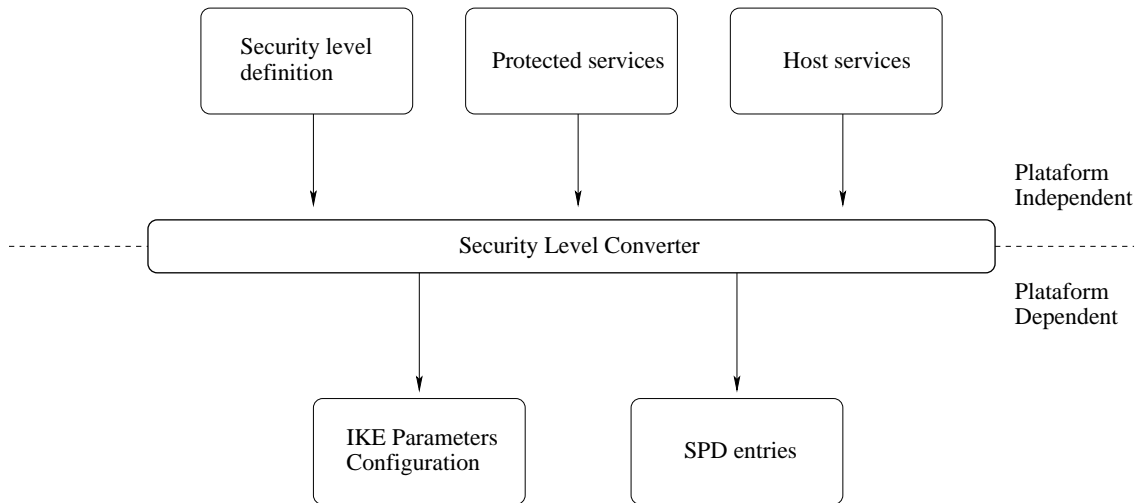 Security level
definition
Protected services
Host services
Plataform
Independent
Security Level Converter
Plataform
Dependent
IKE Parameters
Configuration
SPD entries